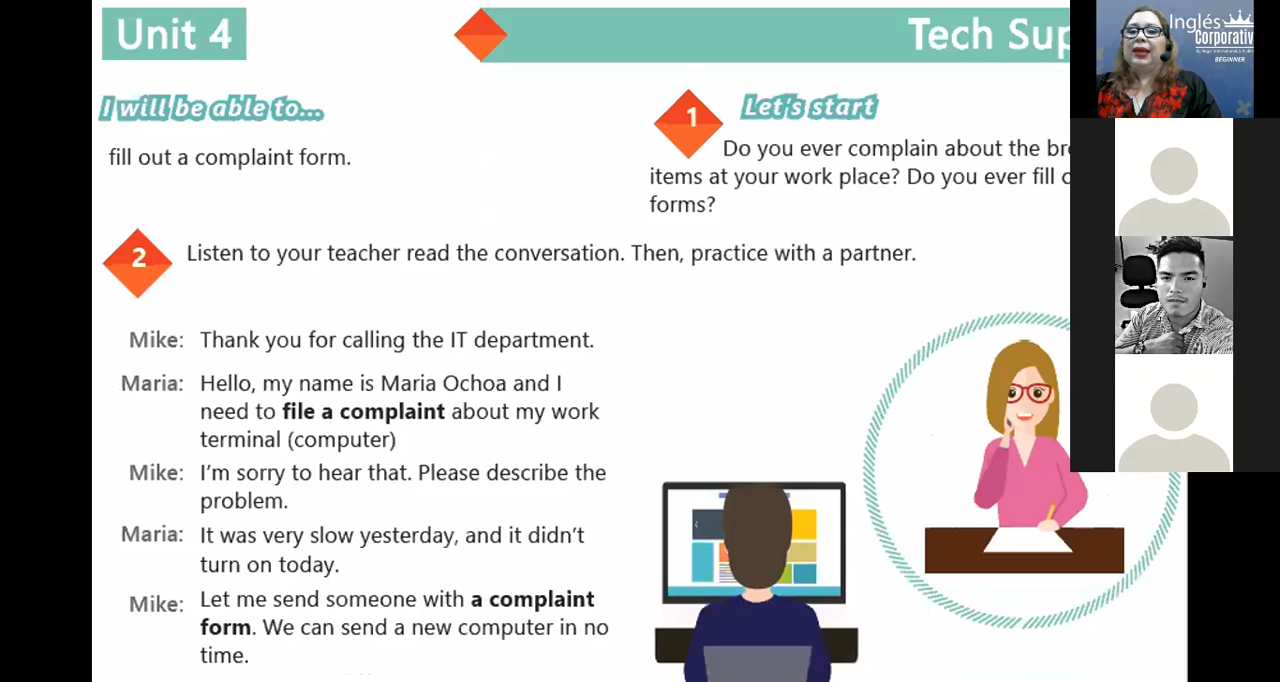 Unit 4
Tech Sup
I will be able to...
fill out a complaint form.
1
Let's start
Do you ever complain about the br
items at your work place? Do you ever fill
forms?
2
Listen to your teacher read the conversation. Then, practice with a partner.
Mike: Thank you for calling the IT department.
Maria: Hello, my name is Maria Ochoa and I
need to file a complaint about my work
terminal (computer)
Mike: I'm sorry to hear that. Please describe the
problem.
Maria: It was very slow yesterday, and it didn't
turn on today.
Mike: Let me send someone with a complaint
form. We can send a new computer in no
time.
Inglés
Corporativ
BEGINNER